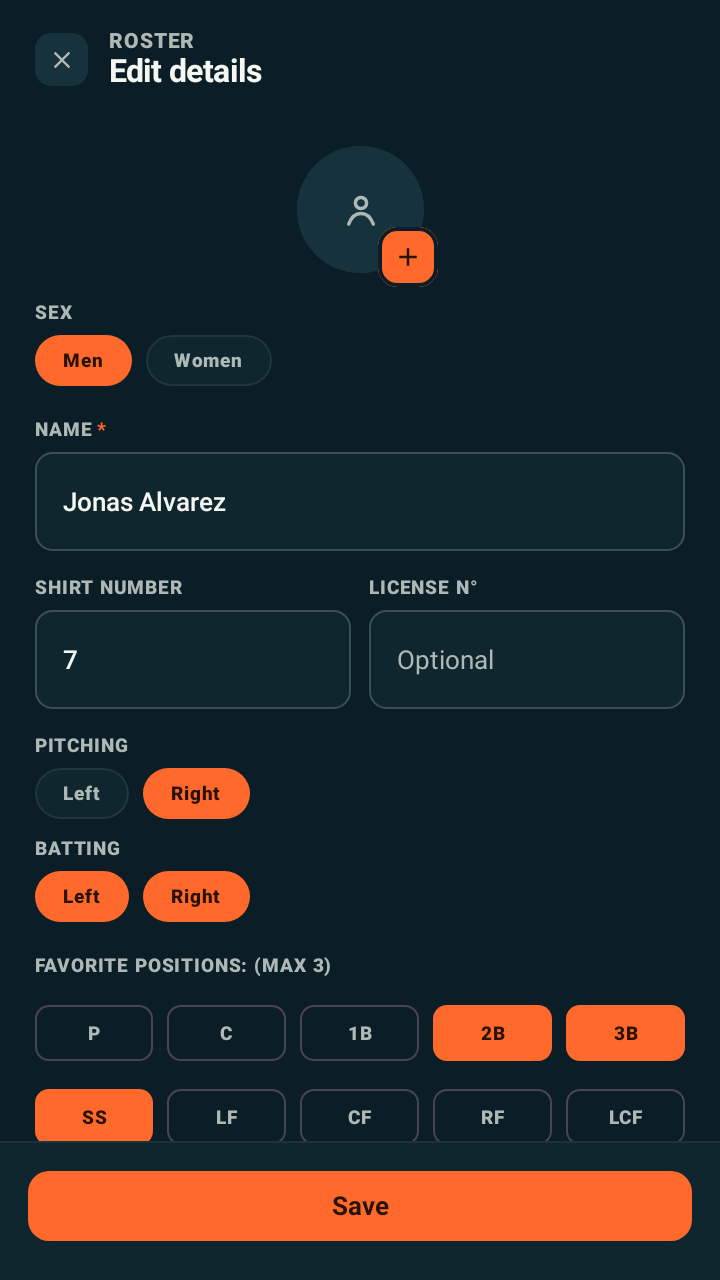 ROSTER
Edit details
SEX
Men Women
NAME *
Jonas Alvarez
SHIRT NUMBER LICENSE N°
7 Optional
PITCHING
Left Right
BATTING
Left Right
FAVORITE POSITIONS: (MAX 3)
P C 1B 2B 3B
SS LF CF RF LCF
Save